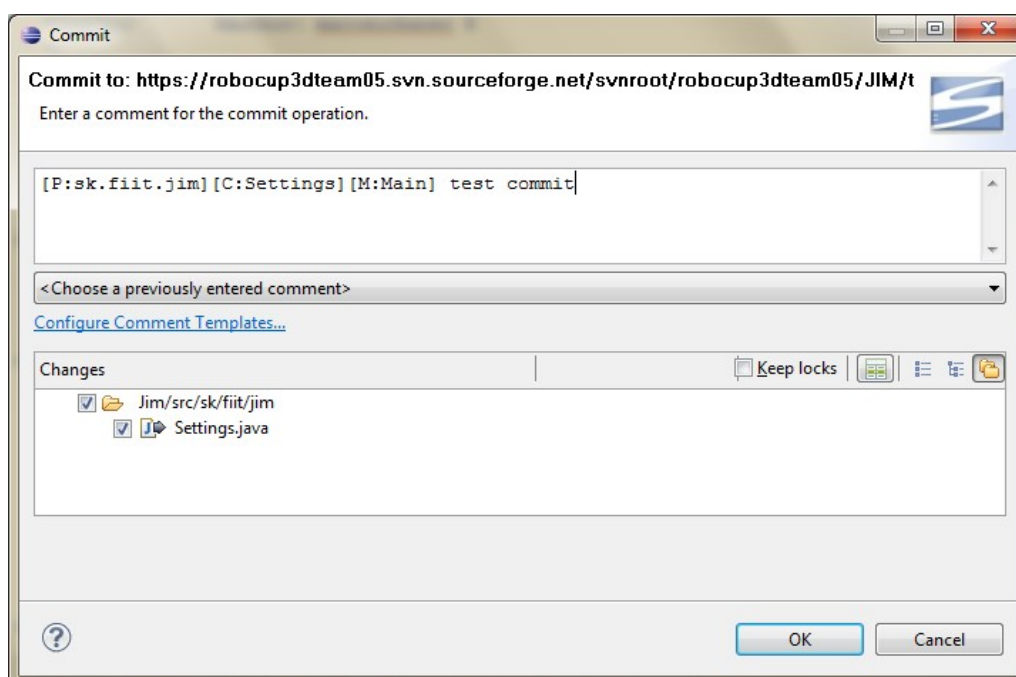 Commit
Commit to: https://robocup3dteam05.svn.sourceforge.net/svnroot/robocup3dteam05/JIM/t
Enter a comment for the commit operation.
[P:sk.fiit.jim][C:Settings][M:Main] test commit
<Choose a previously entered comment>
Configure Comment Templates...
Changes Keep locks
Jim/src/sk/fiit/jim
Settings.java
OK Cancel